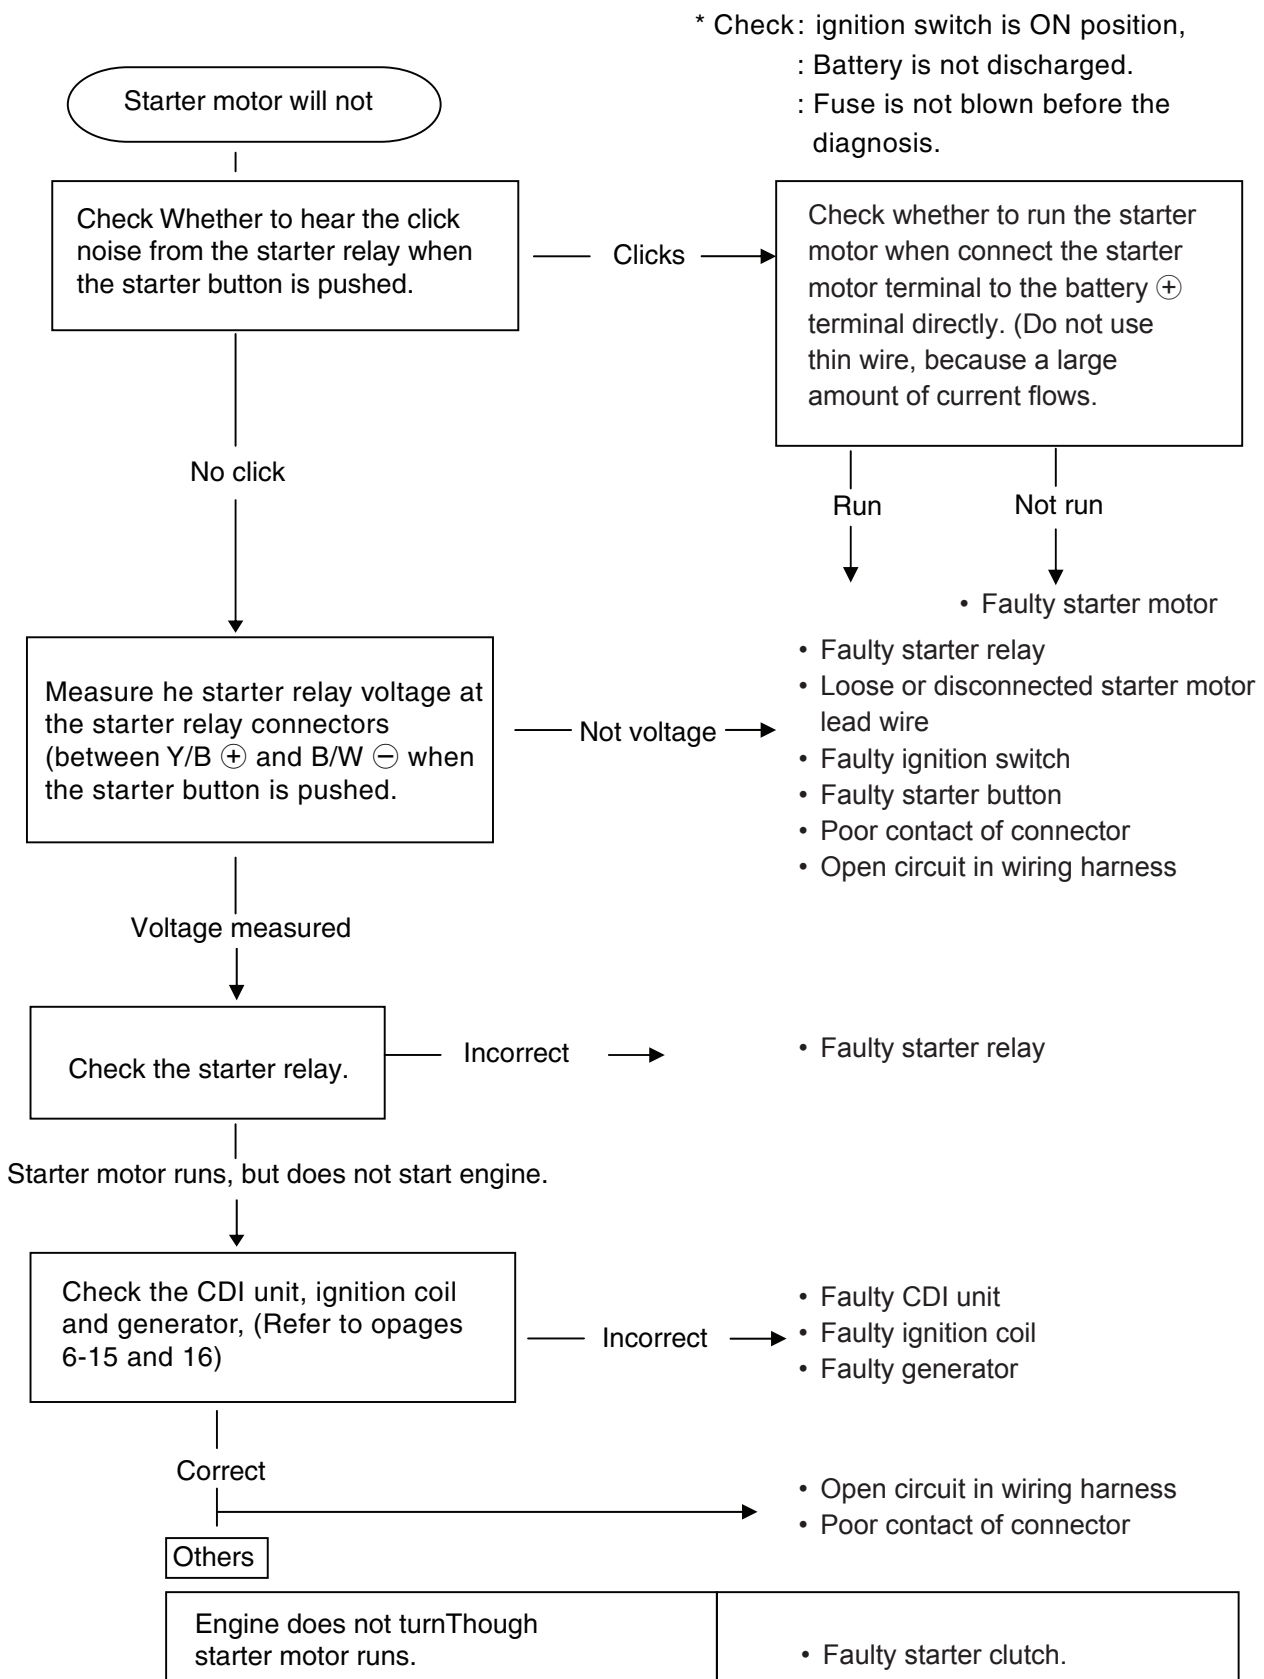 * Check: ignition switch is ON position,
: Battery is not discharged.
: Fuse is not blown before the
diagnosis.
Starter motor will not
Check Whether to hear the click
noise from the starter relay when
the starter button is pushed.
Clicks
Check whether to run the starter
motor when connect the starter
motor terminal to the battery ⊕
terminal directly. (Do not use
thin wire, because a large
amount of current flows.
No click
Run
Not run
• Faulty starter motor
Measure he starter relay voltage at
the starter relay connectors
(between Y/B ⊕ and B/W ⊖ when
the starter button is pushed.
Not voltage
• Faulty starter relay
• Loose or disconnected starter motor
lead wire
• Faulty ignition switch
• Faulty starter button
• Poor contact of connector
• Open circuit in wiring harness
Voltage measured
Check the starter relay.
Incorrect
• Faulty starter relay
Starter motor runs, but does not start engine.
Check the CDI unit, ignition coil
and generator, (Refer to opages
6-15 and 16)
Incorrect
• Faulty CDI unit
• Faulty ignition coil
• Faulty generator
Correct
• Open circuit in wiring harness
• Poor contact of connector
Others
Engine does not turnThough
starter motor runs.
• Faulty starter clutch.